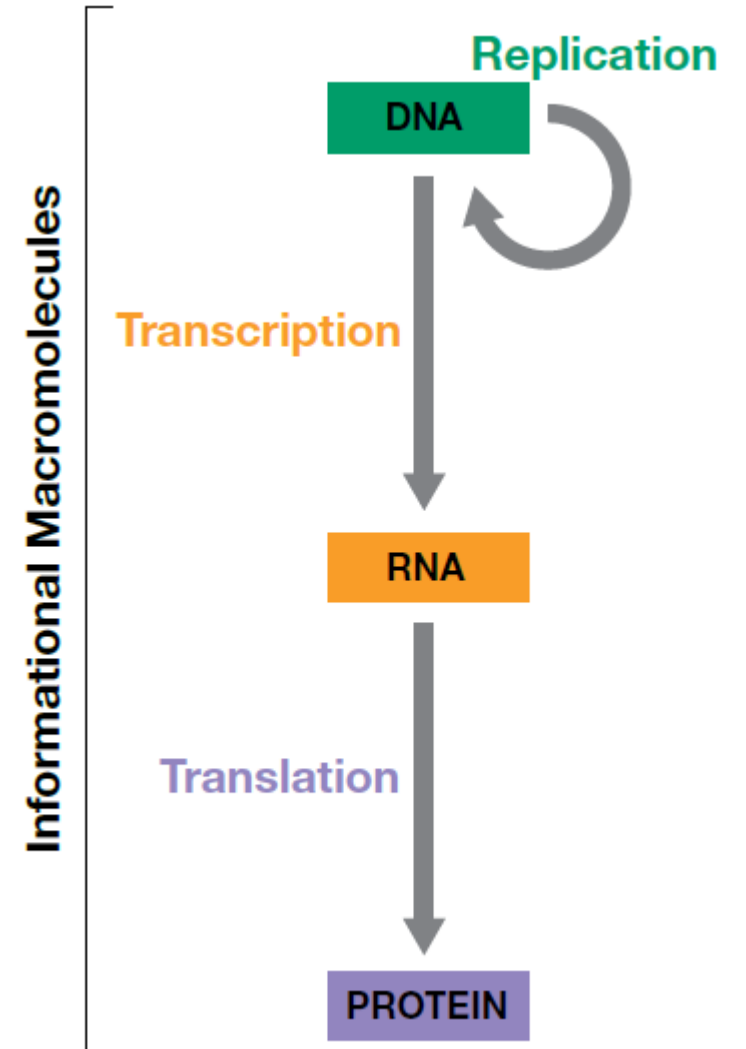 Informational Macromolecules
Replication
DNA
Transcription
RNA
Translation
PROTEIN